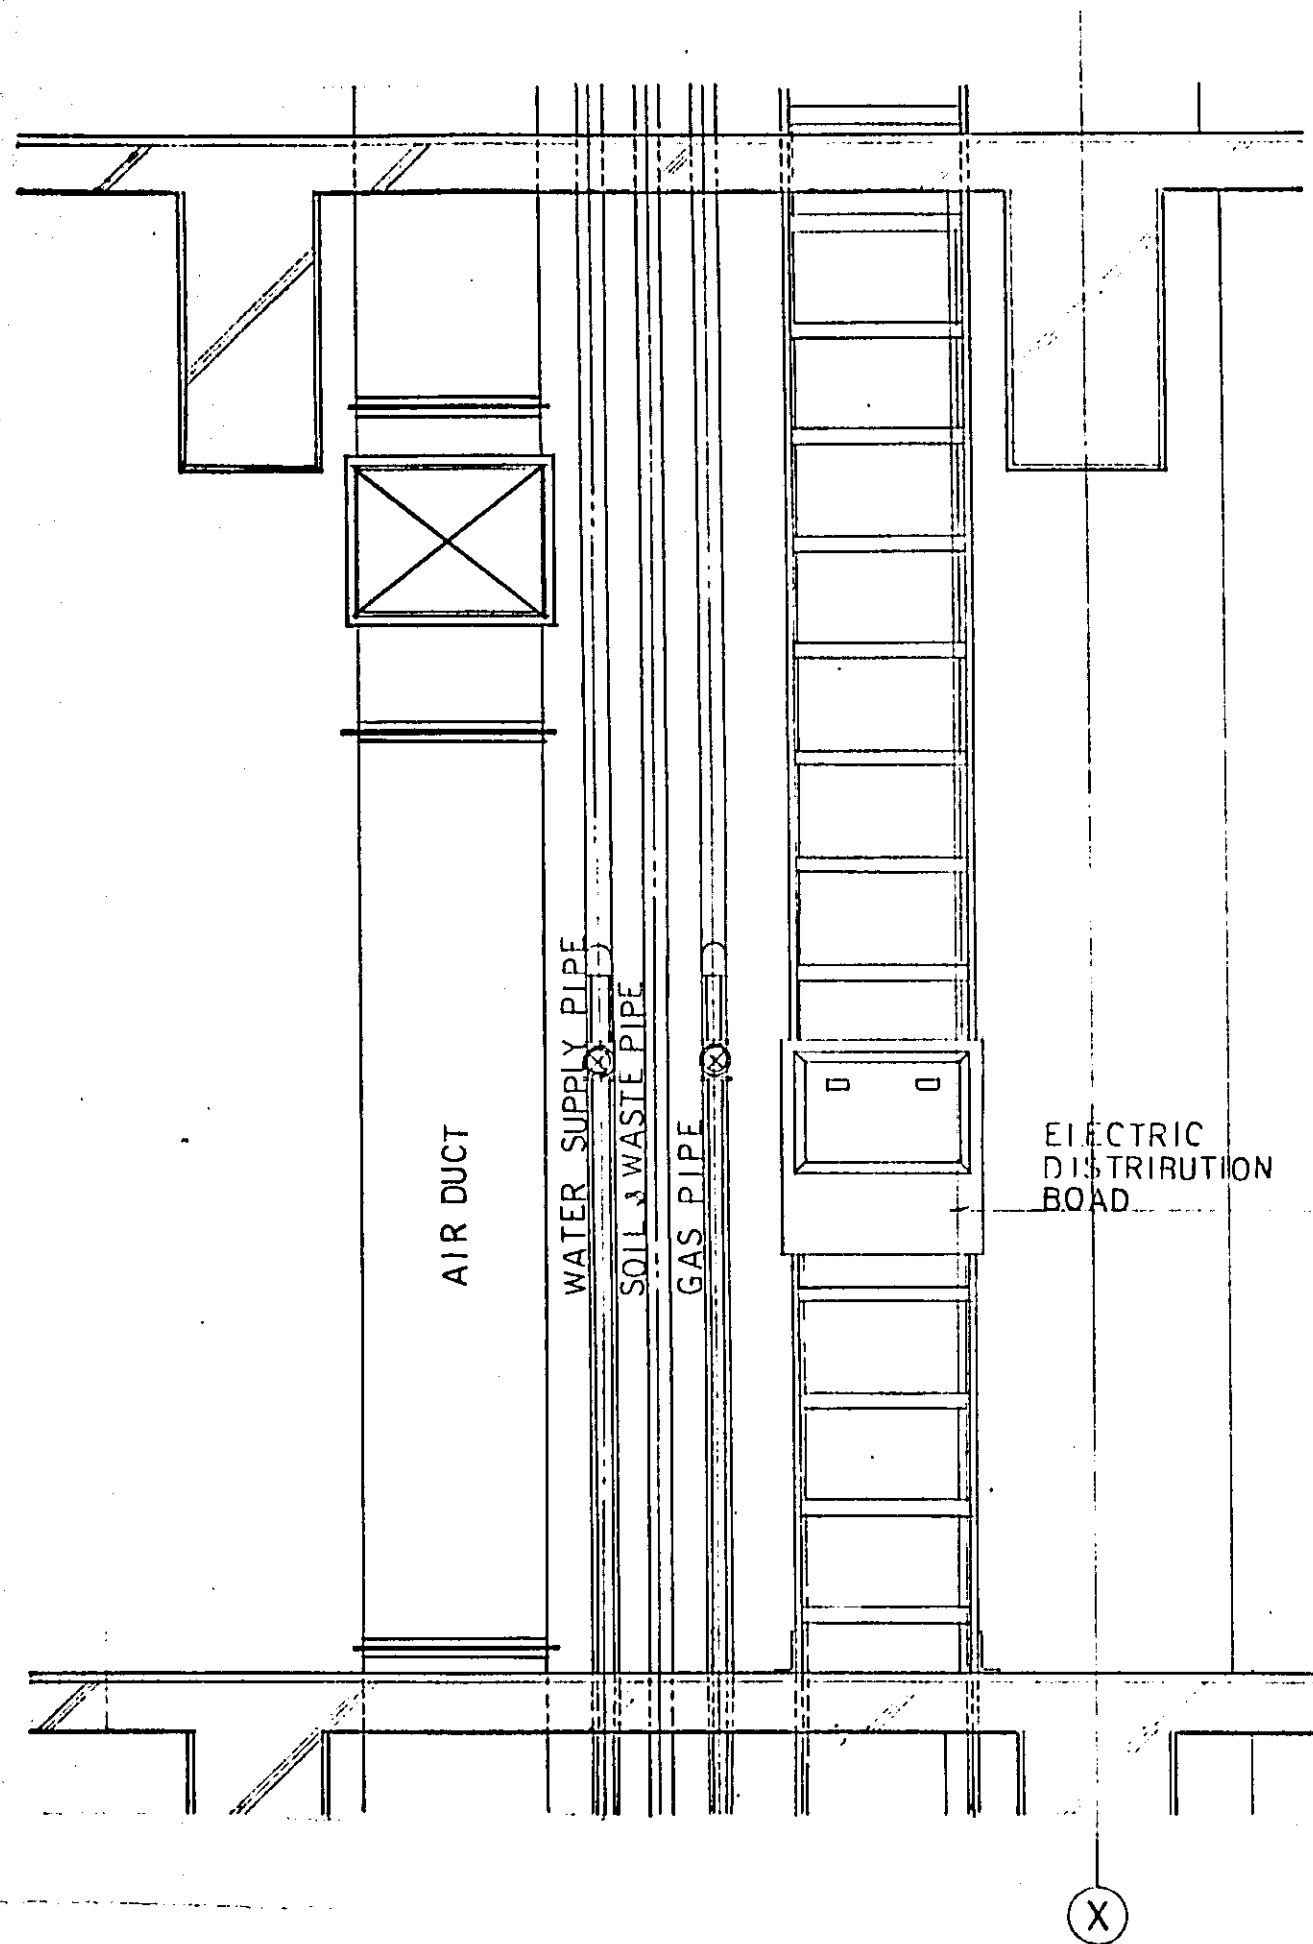 AIR DUCT
WATER SUPPLY PIPE
SOIL & WASTE PIPE
GAS PIPE
ELECTRIC
DISTRIBUTION
BOAD
X